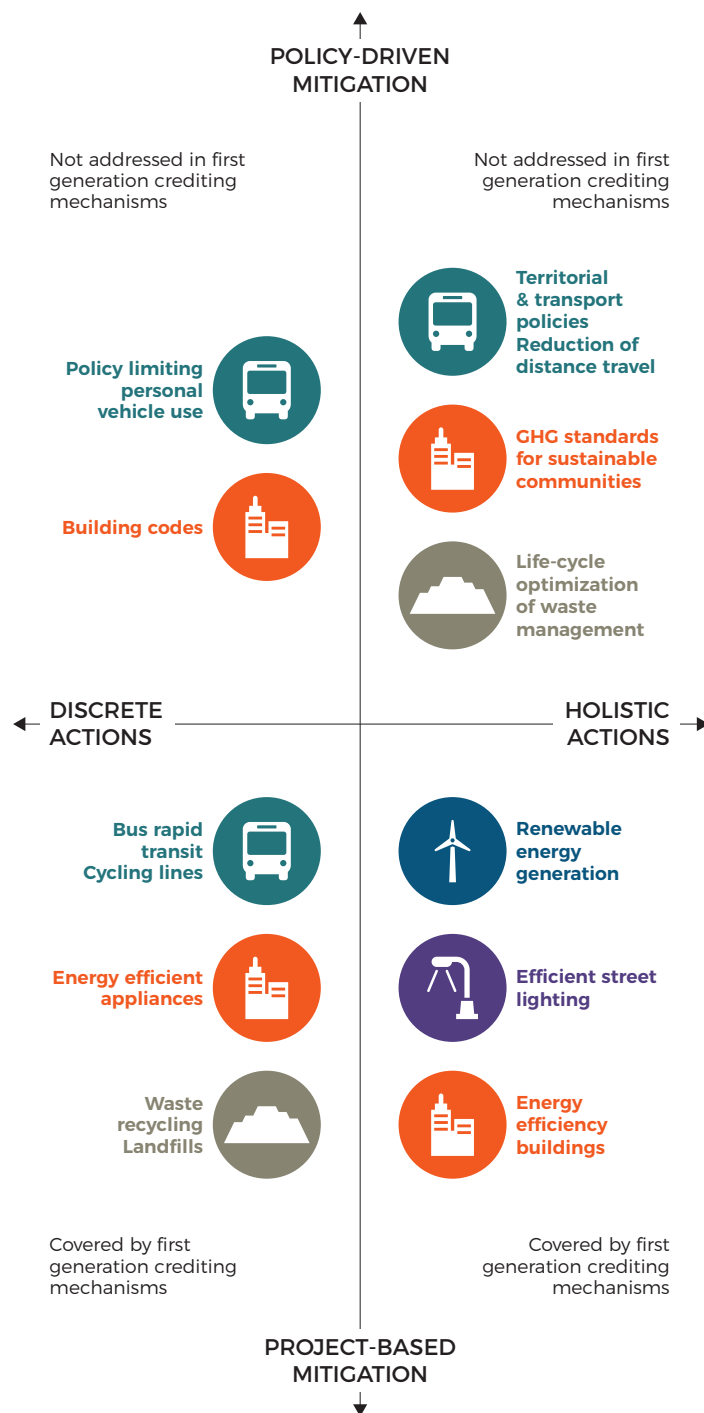 POLICY-DRIVEN
MITIGATION
Not addressed in first
generation crediting
mechanisms
Not addressed in first
generation crediting
mechanisms
Policy limiting
personal
vehicle use
Building codes
Territorial
& transport
policies
Reduction of
distance travel
GHG standards
for sustainable
communities
Life-cycle
optimization
of waste
management
DISCRETE
ACTIONS
HOLISTIC
ACTIONS
Bus rapid
transit
Cycling lines
Energy efficient
appliances
Waste
recycling
Landfills
Renewable
energy
generation
Efficient street
lighting
Energy
efficiency
buildings
Covered by first
generation crediting
mechanisms
Covered by first
generation crediting
mechanisms
PROJECT-BASED
MITIGATION